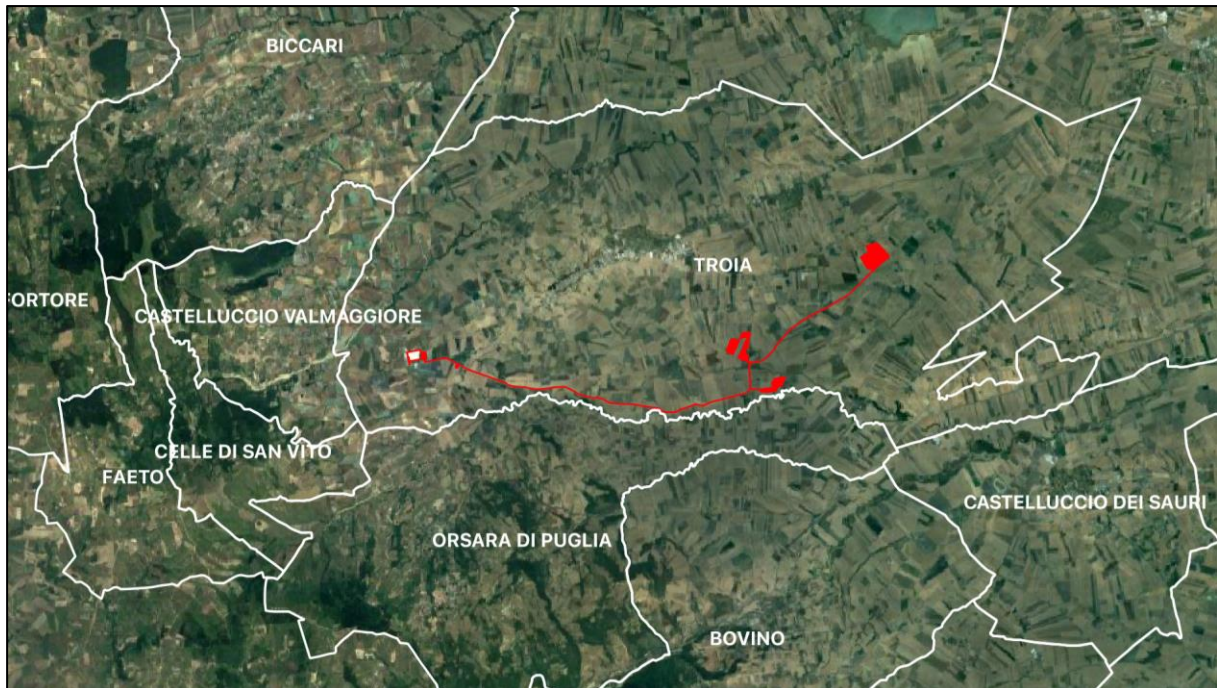 BICCARI
TROIA
FORTORE
CASTELLUCCIO VALMAGGIORE
CELLE DI SAN VITO
FAETO
CASTELLUCCIO DEI SAURI
ORSARA DI PUGLIA
BOVINO